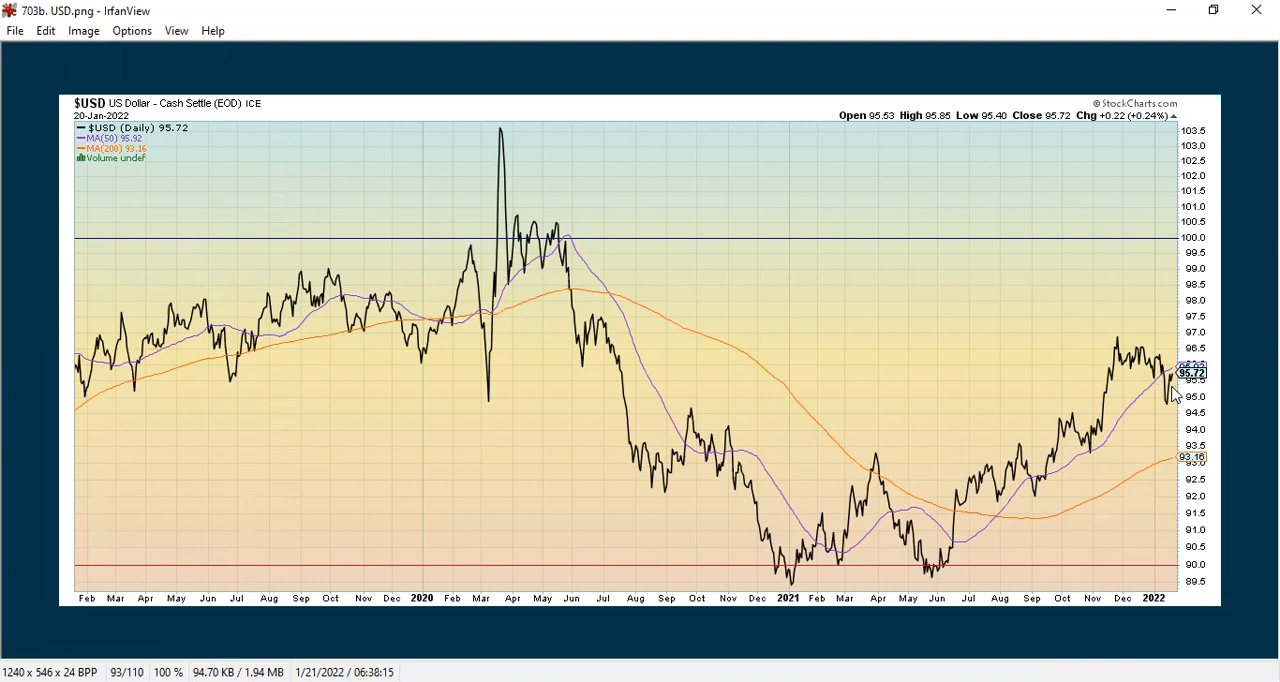 703b. USD.png - IrfanView
File Edit Image Options View Help
$USD US Dollar - Cash Settle (EOD) ICE
© StockCharts.com
20-Jan-2022
Open 95.53 High 95.85 Low 95.40 Close 95.72 Chg +0.22 (+0.24%)
$USD (Daily) 95.72
MA(50) 95.92
MA(200) 93.16
Volume undef
103.5
103.0
102.5
102.0
101.5
101.0
100.5
100.0
99.5
99.0
98.5
98.0
97.5
97.0
96.5
95.72
95.5
95.0
94.5
94.0
93.5
93.16
93.0
92.5
92.0
91.5
91.0
90.5
90.0
89.5
Feb Mar Apr May Jun Jul Aug Sep Oct Nov Dec 2020 Feb Mar Apr May Jun Jul Aug Sep Oct Nov Dec 2021 Feb Mar Apr May Jun Jul Aug Sep Oct Nov Dec 2022
1240 x 546 x 24 BPP 93/110 100 % 94.70 KB / 1.94 MB 1/21/2022 / 06:38:15